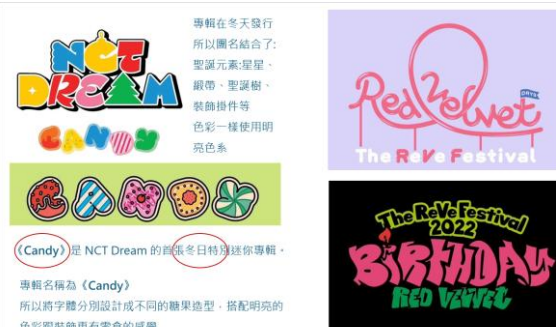 NCT
DREAM
CANDY
專輯在冬天發行
所以團名結合了:
聖誕元素:星星、
緞帶、聖誕樹、
裝飾掛件等
色彩一樣使用明
亮色系
CANDY
《Candy》是 NCT Dream 的首張冬日特別迷你專輯。
專輯名稱為《Candy》
所以將字體分別設計成不同的糖果造型，搭配明亮的
Red Velvet
DAY1
The ReVe Festival
The ReVe Festival
2022
BiRTHDAY
RED VELVET